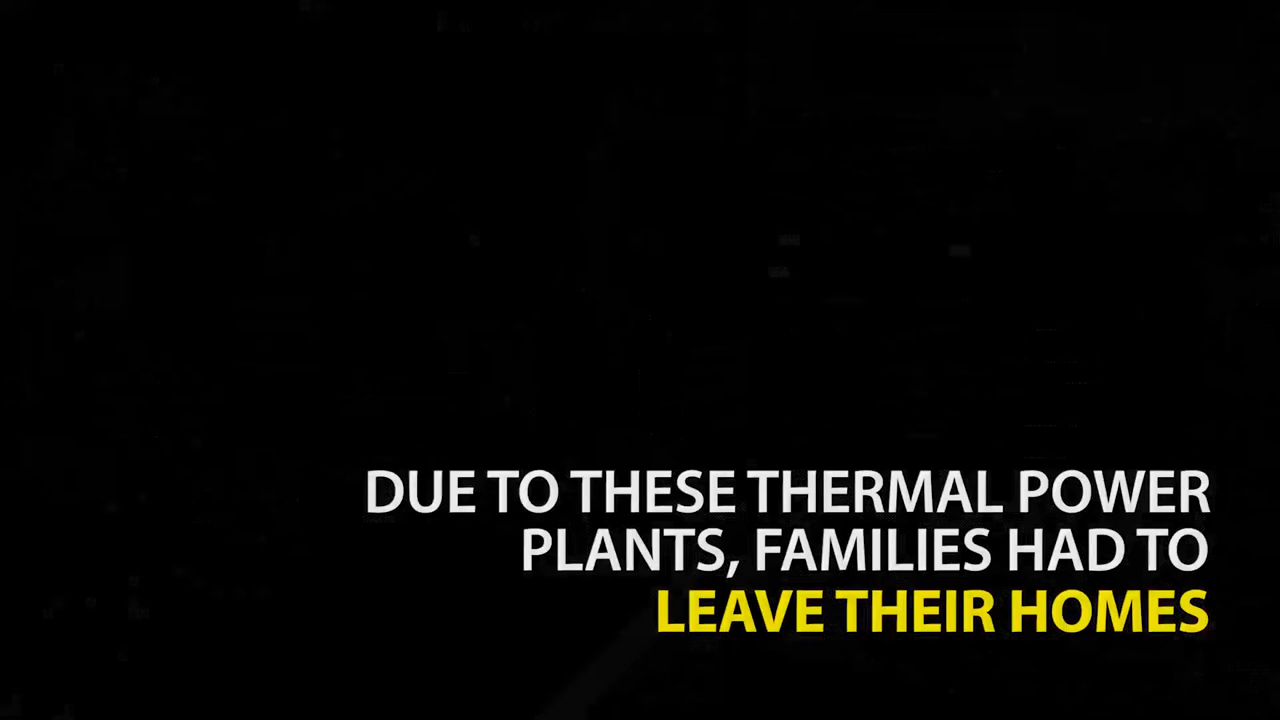 DUE TO THESE THERMAL POWER
PLANTS, FAMILIES HAD TO
LEAVE THEIR HOMES